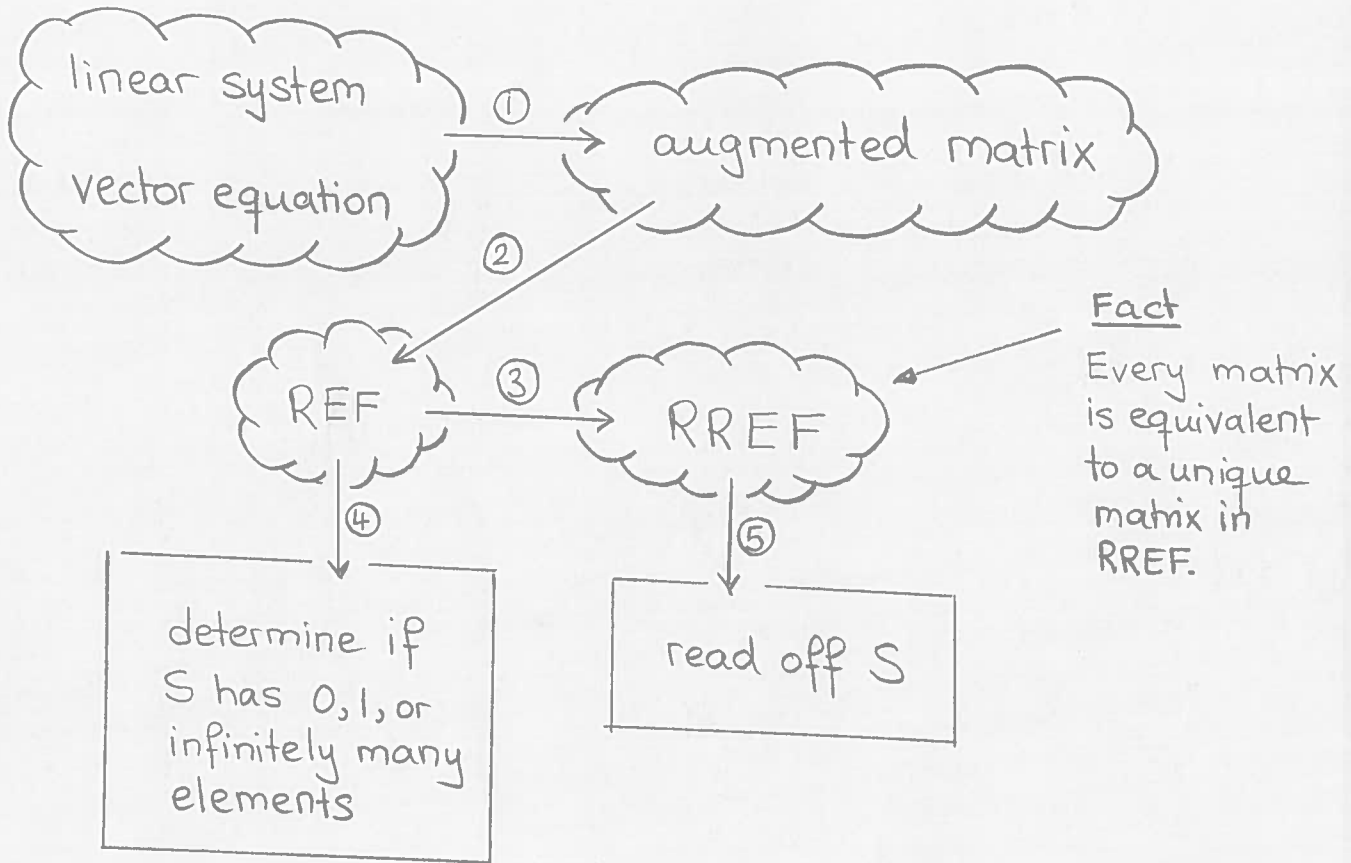 linear system
vector equation
①
augmented matrix
②
REF
③
RREF
Fact
Every matrix
is equivalent
to a unique
matrix in
RREF.
④
determine if
S has 0, 1, or
infinitely many
elements
⑤
read off S